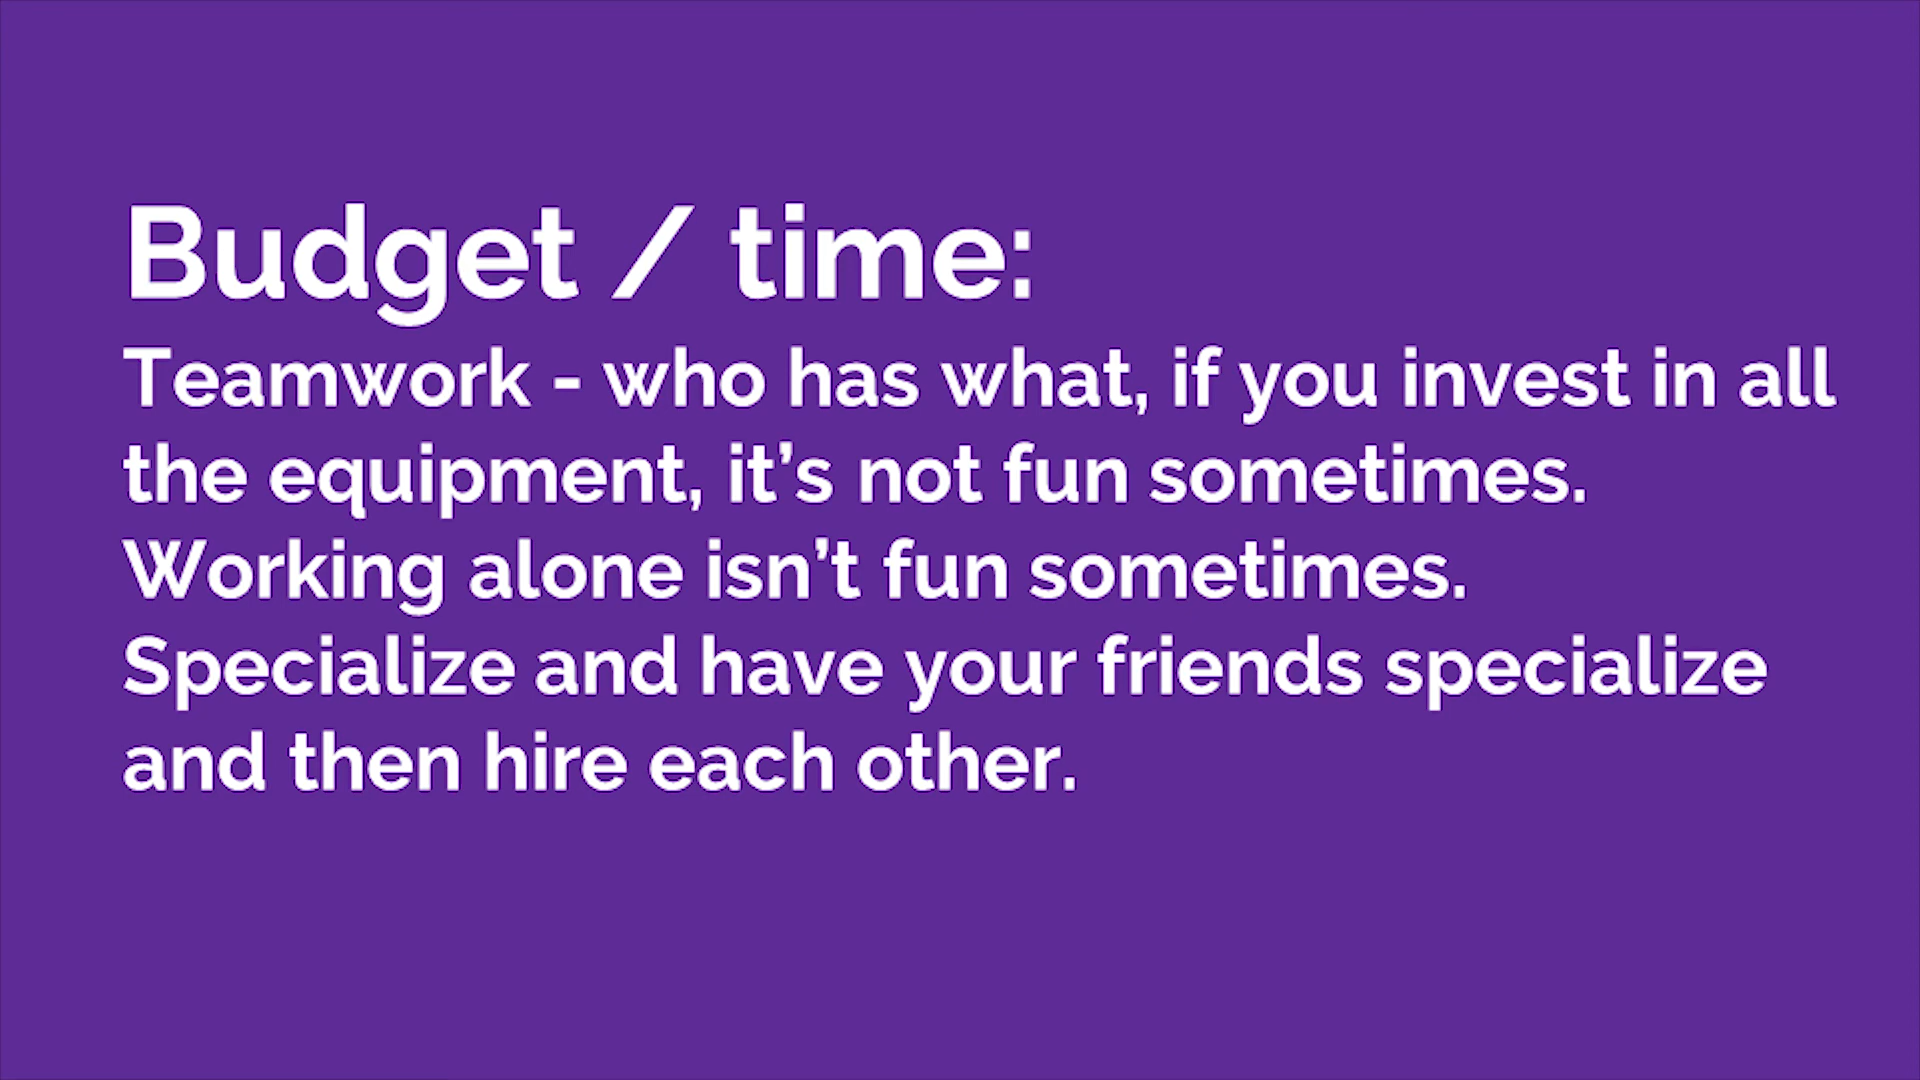 Budget / time:
Teamwork - who has what, if you invest in all
the equipment, it’s not fun sometimes.
Working alone isn’t fun sometimes.
Specialize and have your friends specialize
and then hire each other.